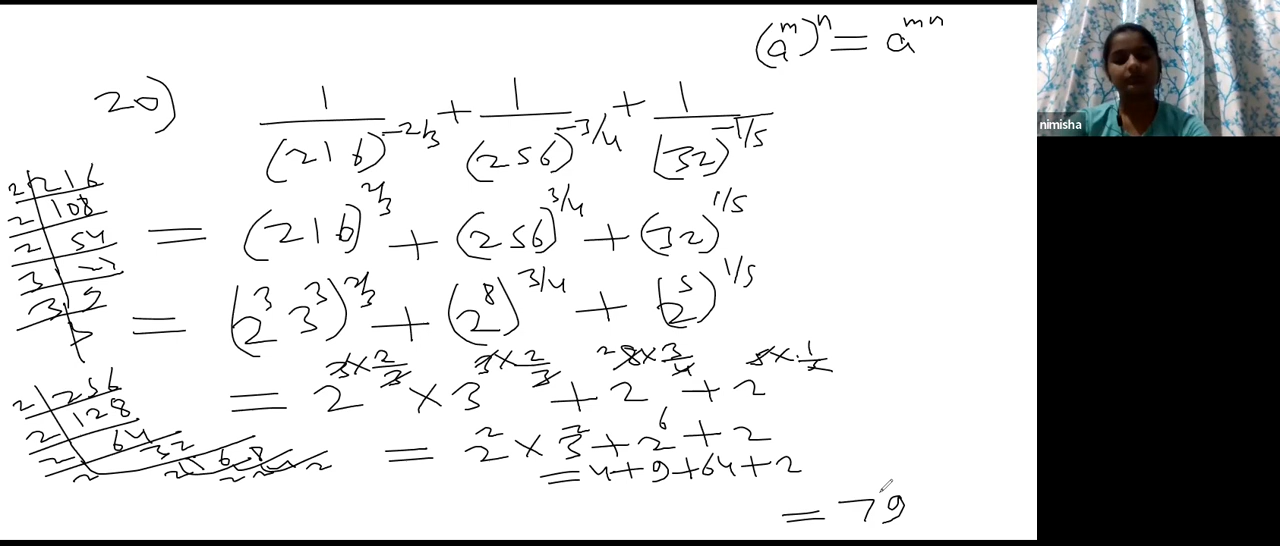 (a^m)^n = a^mn
20) 1/(216)^-2/3 + 1/(256)^-3/4 + 1/(32)^-1/5
= (216)^2/3 + (256)^3/4 + (32)^1/5
= (2^3 3^3)^2/3 + (2^8)^3/4 + (2^5)^1/5
= 2^3×2/3 × 3^3×2/3 + 2^8×3/4 + 2^5×1/5
= 2^2 × 3^2 + 2^6 + 2
= 4+9+64+2
= 79
2 216
2 108
2 54
3 27
3 9
2 256
2 128
2 64
32
nimisha